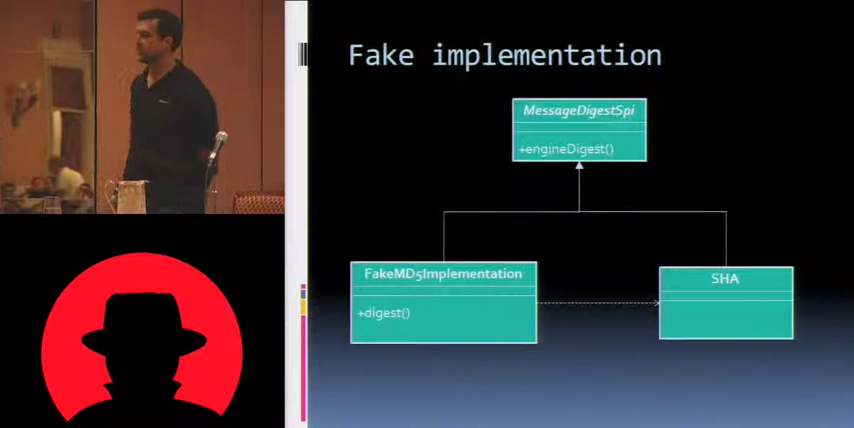 Fake implementation
MessageDigestSpi
+engineDigest()
FakeMD5Implementation
+digest()
SHA